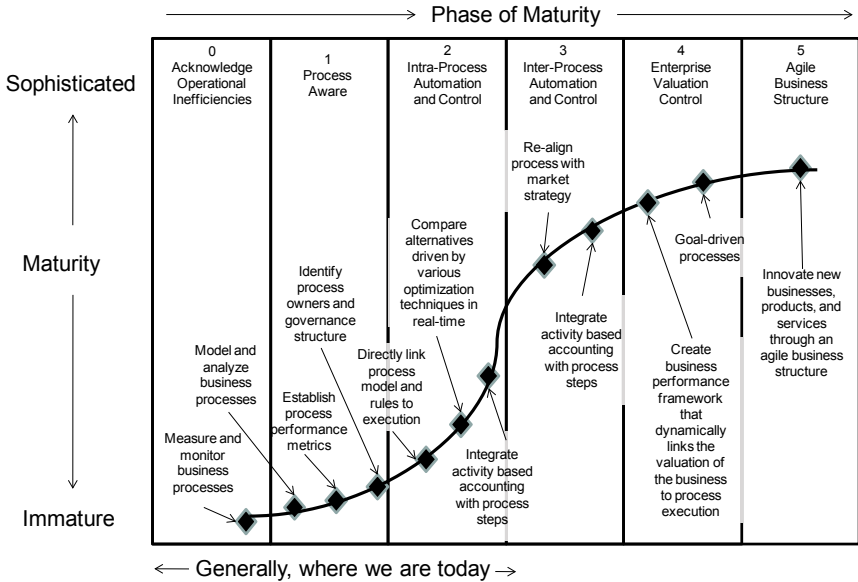 Phase of Maturity
0
Acknowledge
Operational
Inefficiencies
1
Process
Aware
2
Intra-Process
Automation
and Control
3
Inter-Process
Automation
and Control
4
Enterprise
Valuation
Control
5
Agile
Business
Structure
Sophisticated
Maturity
Immature
Measure and
monitor
business
processes
Model and
analyze
business
processes
Establish
process
performance
metrics
Identify
process
owners and
governance
structure
Directly link
process
model and
rules to
execution
Compare
alternatives
driven by
various
optimization
techniques in
real-time
Integrate
activity based
accounting
with process
steps
Re-align
process with
market
strategy
Integrate
activity based
accounting
with process
steps
Create
business
performance
framework
that
dynamically
links the
valuation of
the business
to process
execution
Goal-driven
processes
Innovate new
businesses,
products, and
services
through an
agile business
structure
Generally, where we are today